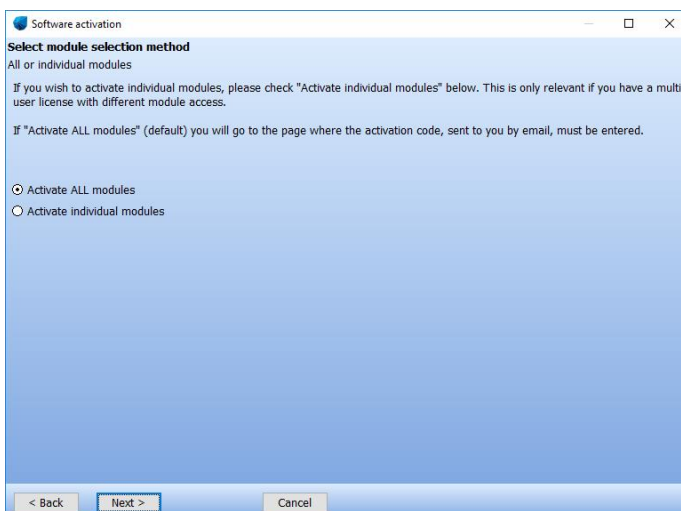 Software activation
Select module selection method
All or individual modules
If you wish to activate individual modules, please check "Activate individual modules" below. This is only relevant if you have a multi
user license with different module access.
If "Activate ALL modules" (default) you will go to the page where the activation code, sent to you by email, must be entered.
Activate ALL modules
Activate individual modules
< Back Next > Cancel